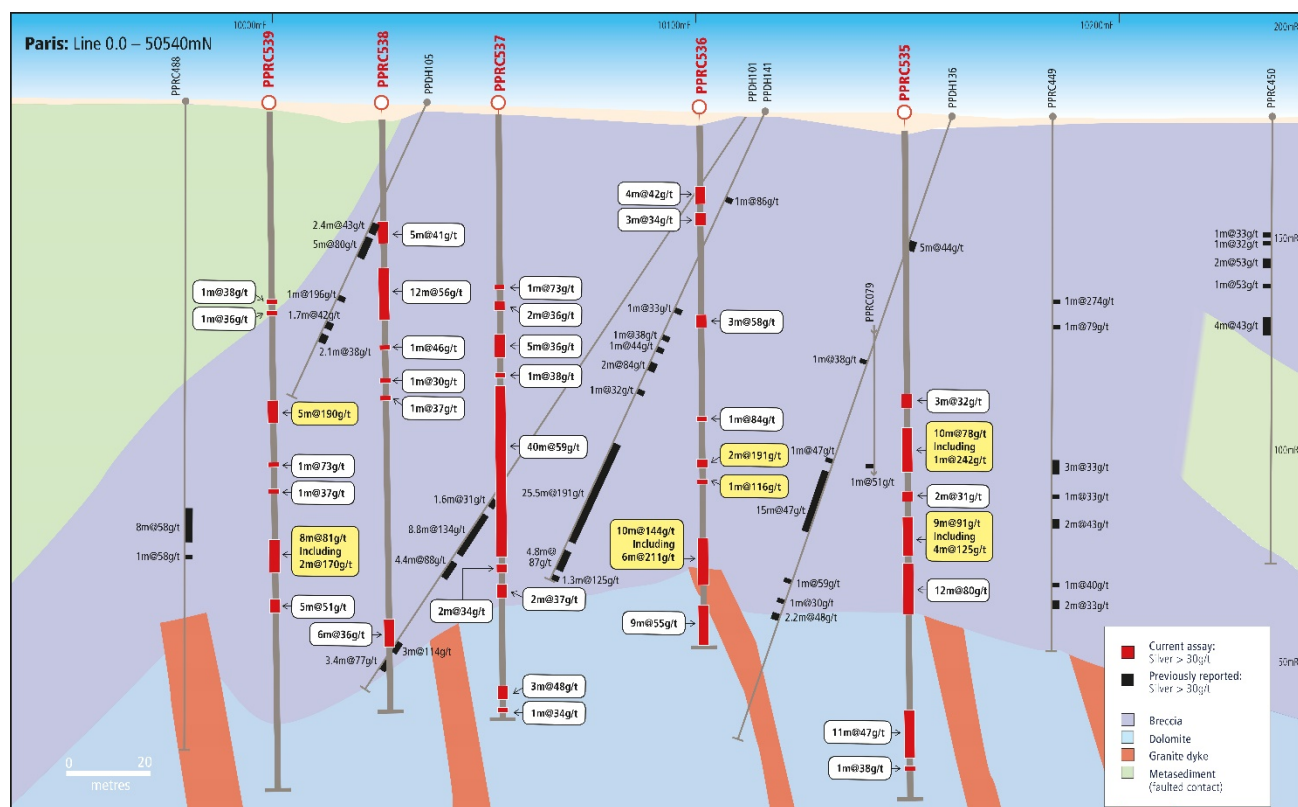 10000mE
10100mE
10200mE
200mR
Paris: Line 0.0 – 50540mN
PPRC488
PPRC539
PPRC538
PPDH105
PPRC537
PPRC536
PPDH101
PPDH141
PPRC535
PPDH136
PPRC449
PPRC450
PPRC079
150mR
100mR
50mR
8m@58g/t
1m@58g/t
1m@38g/t
1m@36g/t
5m@190g/t
1m@73g/t
1m@37g/t
8m@81g/t
Including
2m@170g/t
5m@51g/t
2.4m@43g/t
5m@80g/t
1m@196g/t
1.7m@42g/t
2.1m@38g/t
5m@41g/t
12m@56g/t
1m@46g/t
1m@30g/t
1m@37g/t
6m@36g/t
1.6m@31g/t
8.8m@134g/t
4.4m@88g/t
3m@114g/t
3.4m@77g/t
1m@73g/t
2m@36g/t
5m@36g/t
1m@38g/t
40m@59g/t
2m@34g/t
2m@37g/t
3m@48g/t
1m@34g/t
1m@86g/t
1m@33g/t
1m@38g/t
1m@44g/t
2m@84g/t
1m@32g/t
25.5m@191g/t
4.8m@
87g/t
1.3m@125g/t
4m@42g/t
3m@34g/t
3m@58g/t
1m@84g/t
2m@191g/t
1m@116g/t
10m@144g/t
Including
6m@211g/t
9m@55g/t
5m@44g/t
1m@38g/t
1m@47g/t
15m@47g/t
1m@59g/t
1m@30g/t
2.2m@48g/t
1m@51g/t
3m@32g/t
10m@78g/t
Including
1m@242g/t
2m@31g/t
9m@91g/t
Including
4m@125g/t
12m@80g/t
11m@47g/t
1m@38g/t
1m@274g/t
1m@79g/t
3m@33g/t
1m@33g/t
2m@43g/t
1m@40g/t
2m@33g/t
1m@33g/t
1m@32g/t
2m@53g/t
1m@53g/t
4m@43g/t
0 20
metres
Current assay:
Silver > 30g/t
Previously reported:
Silver > 30g/t
Breccia
Dolomite
Granite dyke
Metasediment
(faulted contact)